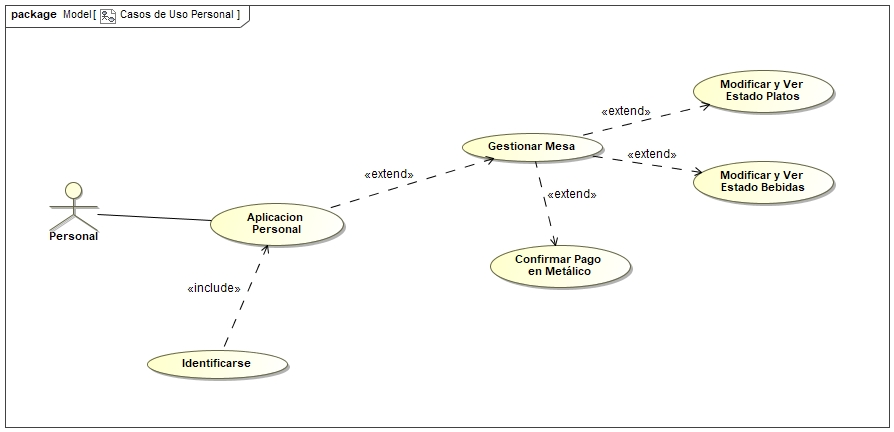 package Model[ Casos de Uso Personal ]
Modificar y Ver
Estado Platos
«extend»
Gestionar Mesa
«extend»
Modificar y Ver
Estado Bebidas
«extend»
«extend»
Aplicacion
Personal
Personal
Confirmar Pago
en Metálico
«include»
Identificarse